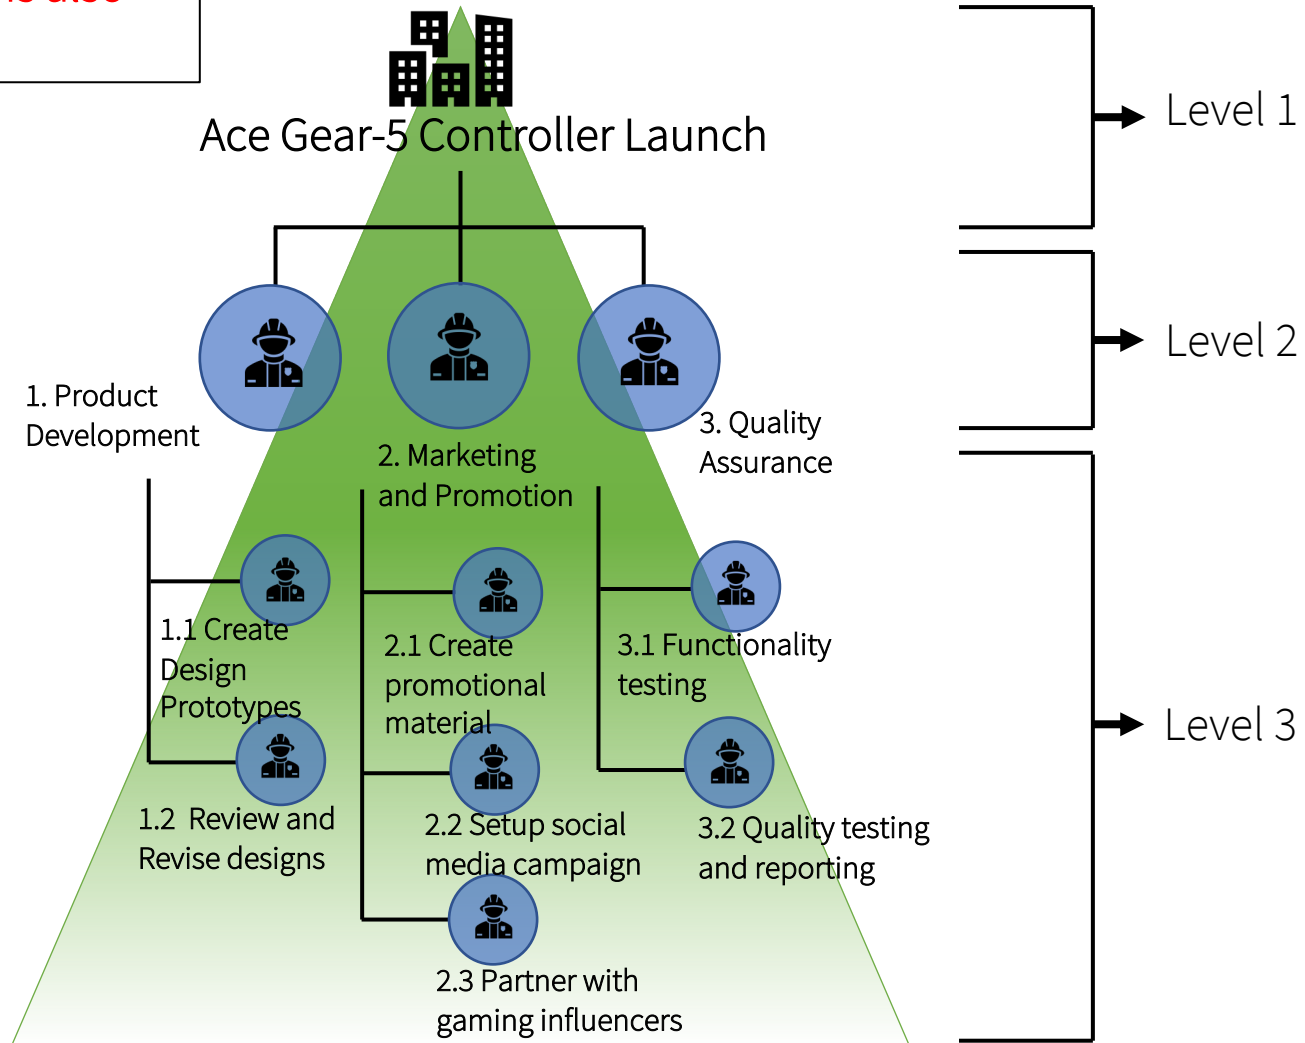 is also
Ace Gear-5 Controller Launch
Level 1
Level 2
1. Product
Development
2. Marketing
and Promotion
3. Quality
Assurance
1.1 Create
Design
Prototypes
1.2  Review and
Revise designs
2.1 Create
promotional
material
2.2 Setup social
media campaign
2.3 Partner with
gaming influencers
3.1 Functionality
testing
3.2 Quality testing
and reporting
Level 3